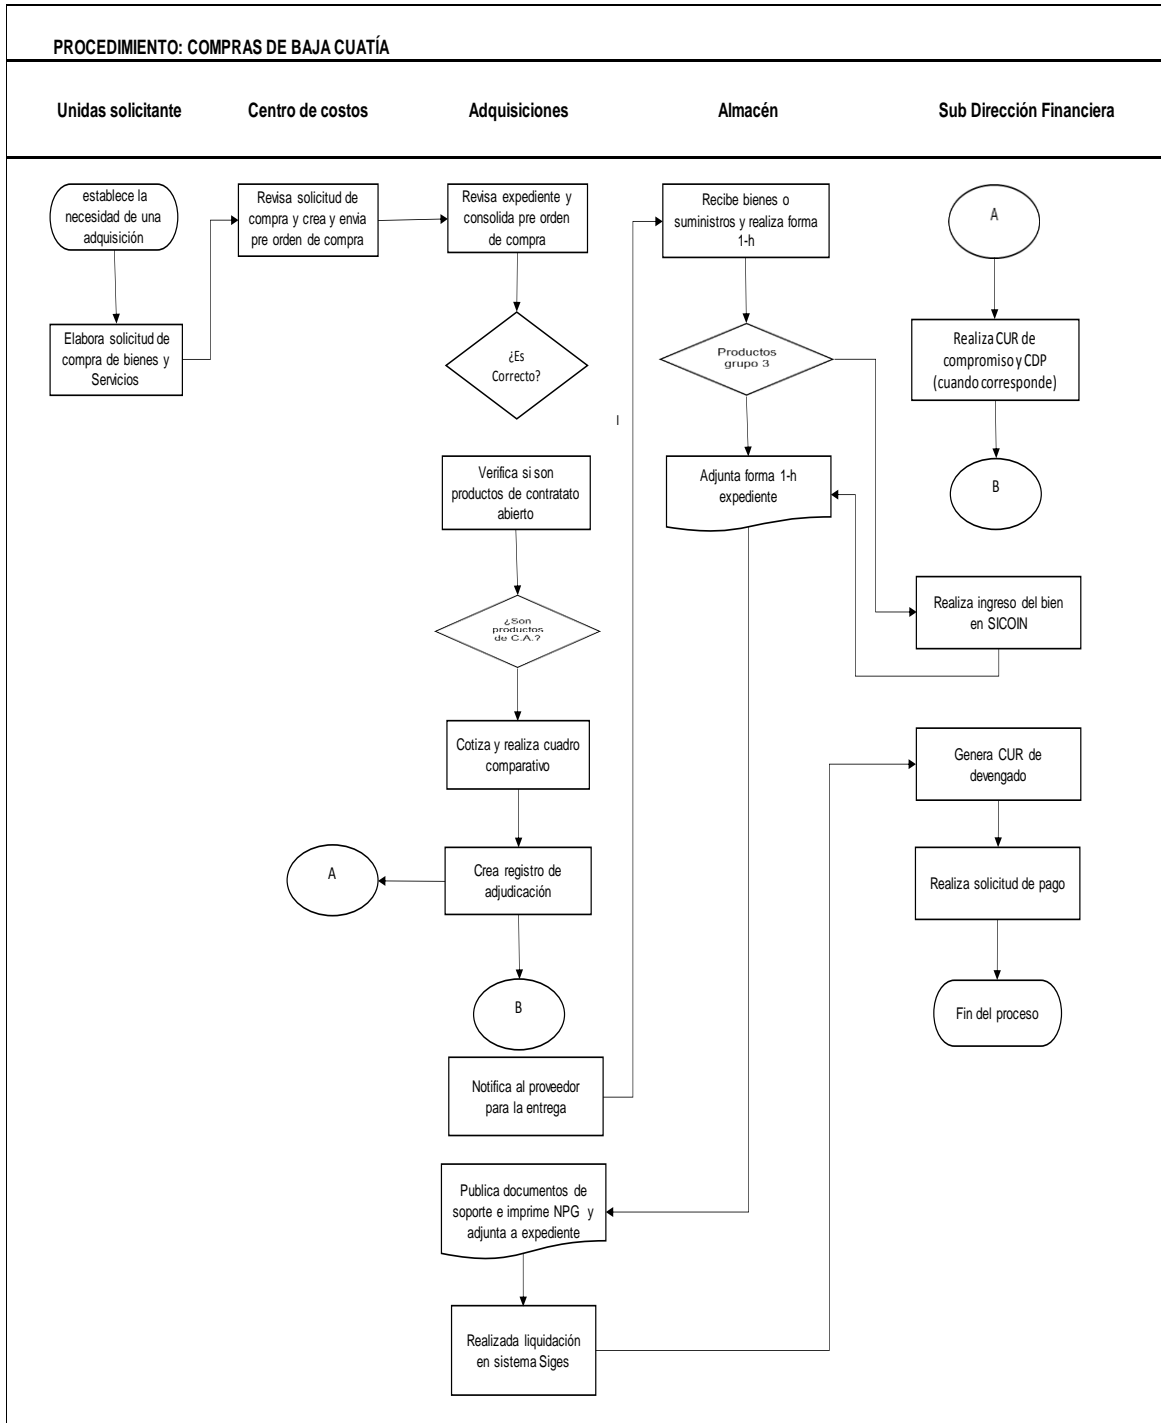 PROCEDIMIENTO: COMPRAS DE BAJA CUATÍA
Unidas solicitante
Centro de costos
Adquisiciones
Almacén
Sub Dirección Financiera
establece la
necesidad de una
adquisición
Elabora solicitud de
compra de bienes y
Servicios
Revisa solicitud de
compra y crea y envia
pre orden de compra
Revisa expediente y
consolida pre orden
de compra
¿Es
Correcto?
Verifica si son
productos de contratato
abierto
¿Son
productos
de C.A.?
Cotiza y realiza cuadro
comparativo
Crea registro de
adjudicación
A
B
Notifica al proveedor
para la entrega
Publica documentos de
soporte e imprime NPG y
adjunta a expediente
Realizada liquidación
en sistema Siges
I
Recibe bienes o
suministros y realiza forma
1-h
Productos
grupo 3
Adjunta forma 1-h
expediente
A
Realiza CUR de
compromiso y CDP
(cuando corresponde)
B
Realiza ingreso del bien
en SICOIN
Genera CUR de
devengado
Realiza solicitud de pago
Fin del proceso